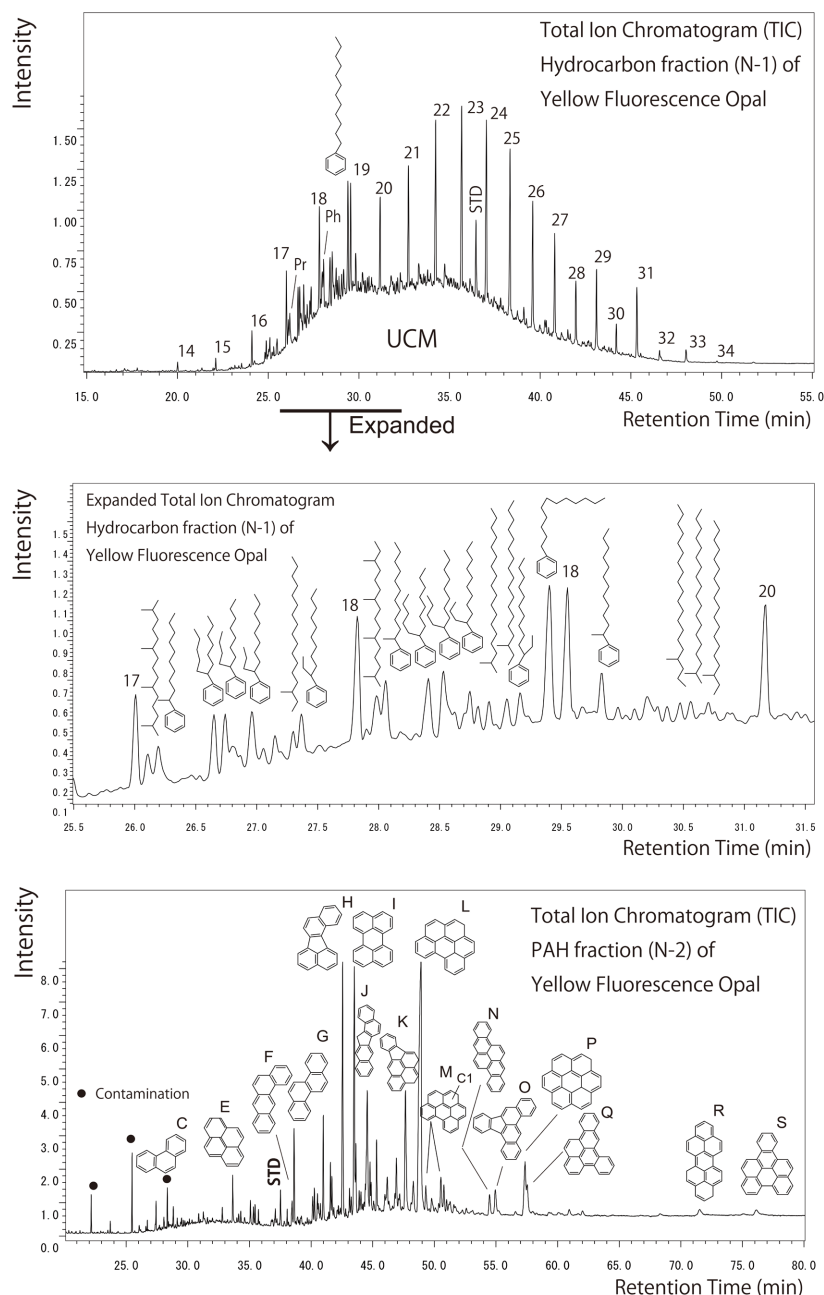 Intensity
Total Ion Chromatogram (TIC)
Hydrocarbon fraction (N-1) of
Yellow Fluorescence Opal
1.50
1.25
1.00
0.75
0.50
0.25
14
15
16
17
Pr
18
Ph
19
20
21
22
23
STD
24
25
26
27
28
29
30
31
32
33
34
UCM
15.0 20.0 25.0 30.0 35.0 40.0 45.0 50.0 55.0
Retention Time (min)
Expanded
Intensity
Expanded Total Ion Chromatogram
Hydrocarbon fraction (N-1) of
Yellow Fluorescence Opal
1.5
1.4
1.3
1.2
1.1
1.0
0.9
0.8
0.7
0.6
0.5
0.4
0.3
0.2
0.1
17
18
18
20
25.5 26.0 26.5 27.0 27.5 28.0 28.5 29.0 29.5 30.0 30.5 31.0 31.5
Retention Time (min)
Intensity
Total Ion Chromatogram (TIC)
PAH fraction (N-2) of
Yellow Fluorescence Opal
8.0
7.0
6.0
5.0
4.0
3.0
2.0
1.0
0.0
● Contamination
C
E
F
STD
G
H
I
J
K
L
M
C1
N
O
P
Q
R
S
25.0 30.0 35.0 40.0 45.0 50.0 55.0 60.0 65.0 70.0 75.0 80.0
Retention Time (min)